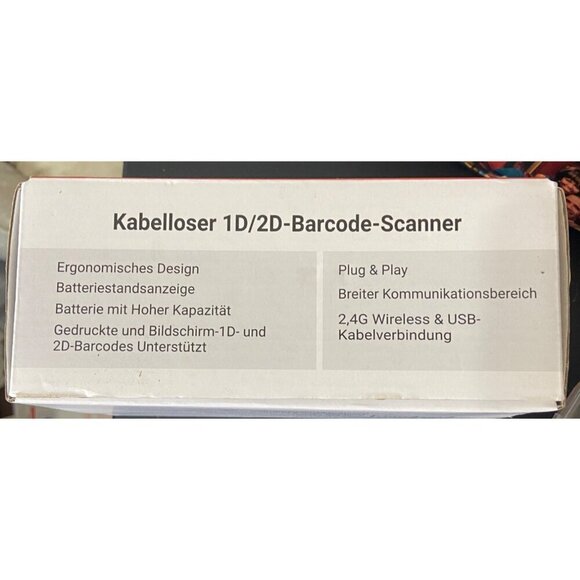 Kabelloser 1D/2D-Barcode-Scanner
Ergonomisches Design
Batteriestandsanzeige
Batterie mit Hoher Kapazität
Gedruckte und Bildschirm-1D- und
2D-Barcodes Unterstützt
Plug & Play
Breiter Kommunikationsbereich
2,4G Wireless & USB-
Kabelverbindung